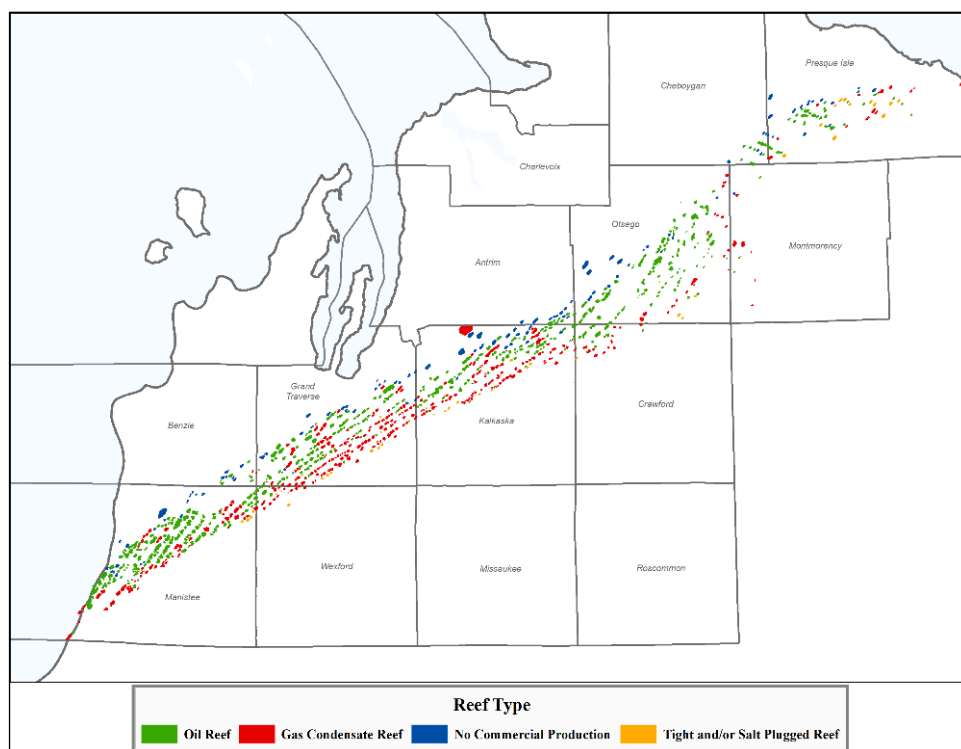 Presque Isle
Cheboygan
Charlevoix
Otsego
Montmorency
Antrim
Grand
Traverse
Crawford
Kalkaska
Benzie
Wexford
Missaukee
Roscommon
Manistee
Reef Type
Oil Reef
Gas Condensate Reef
No Commercial Production
Tight and/or Salt Plugged Reef